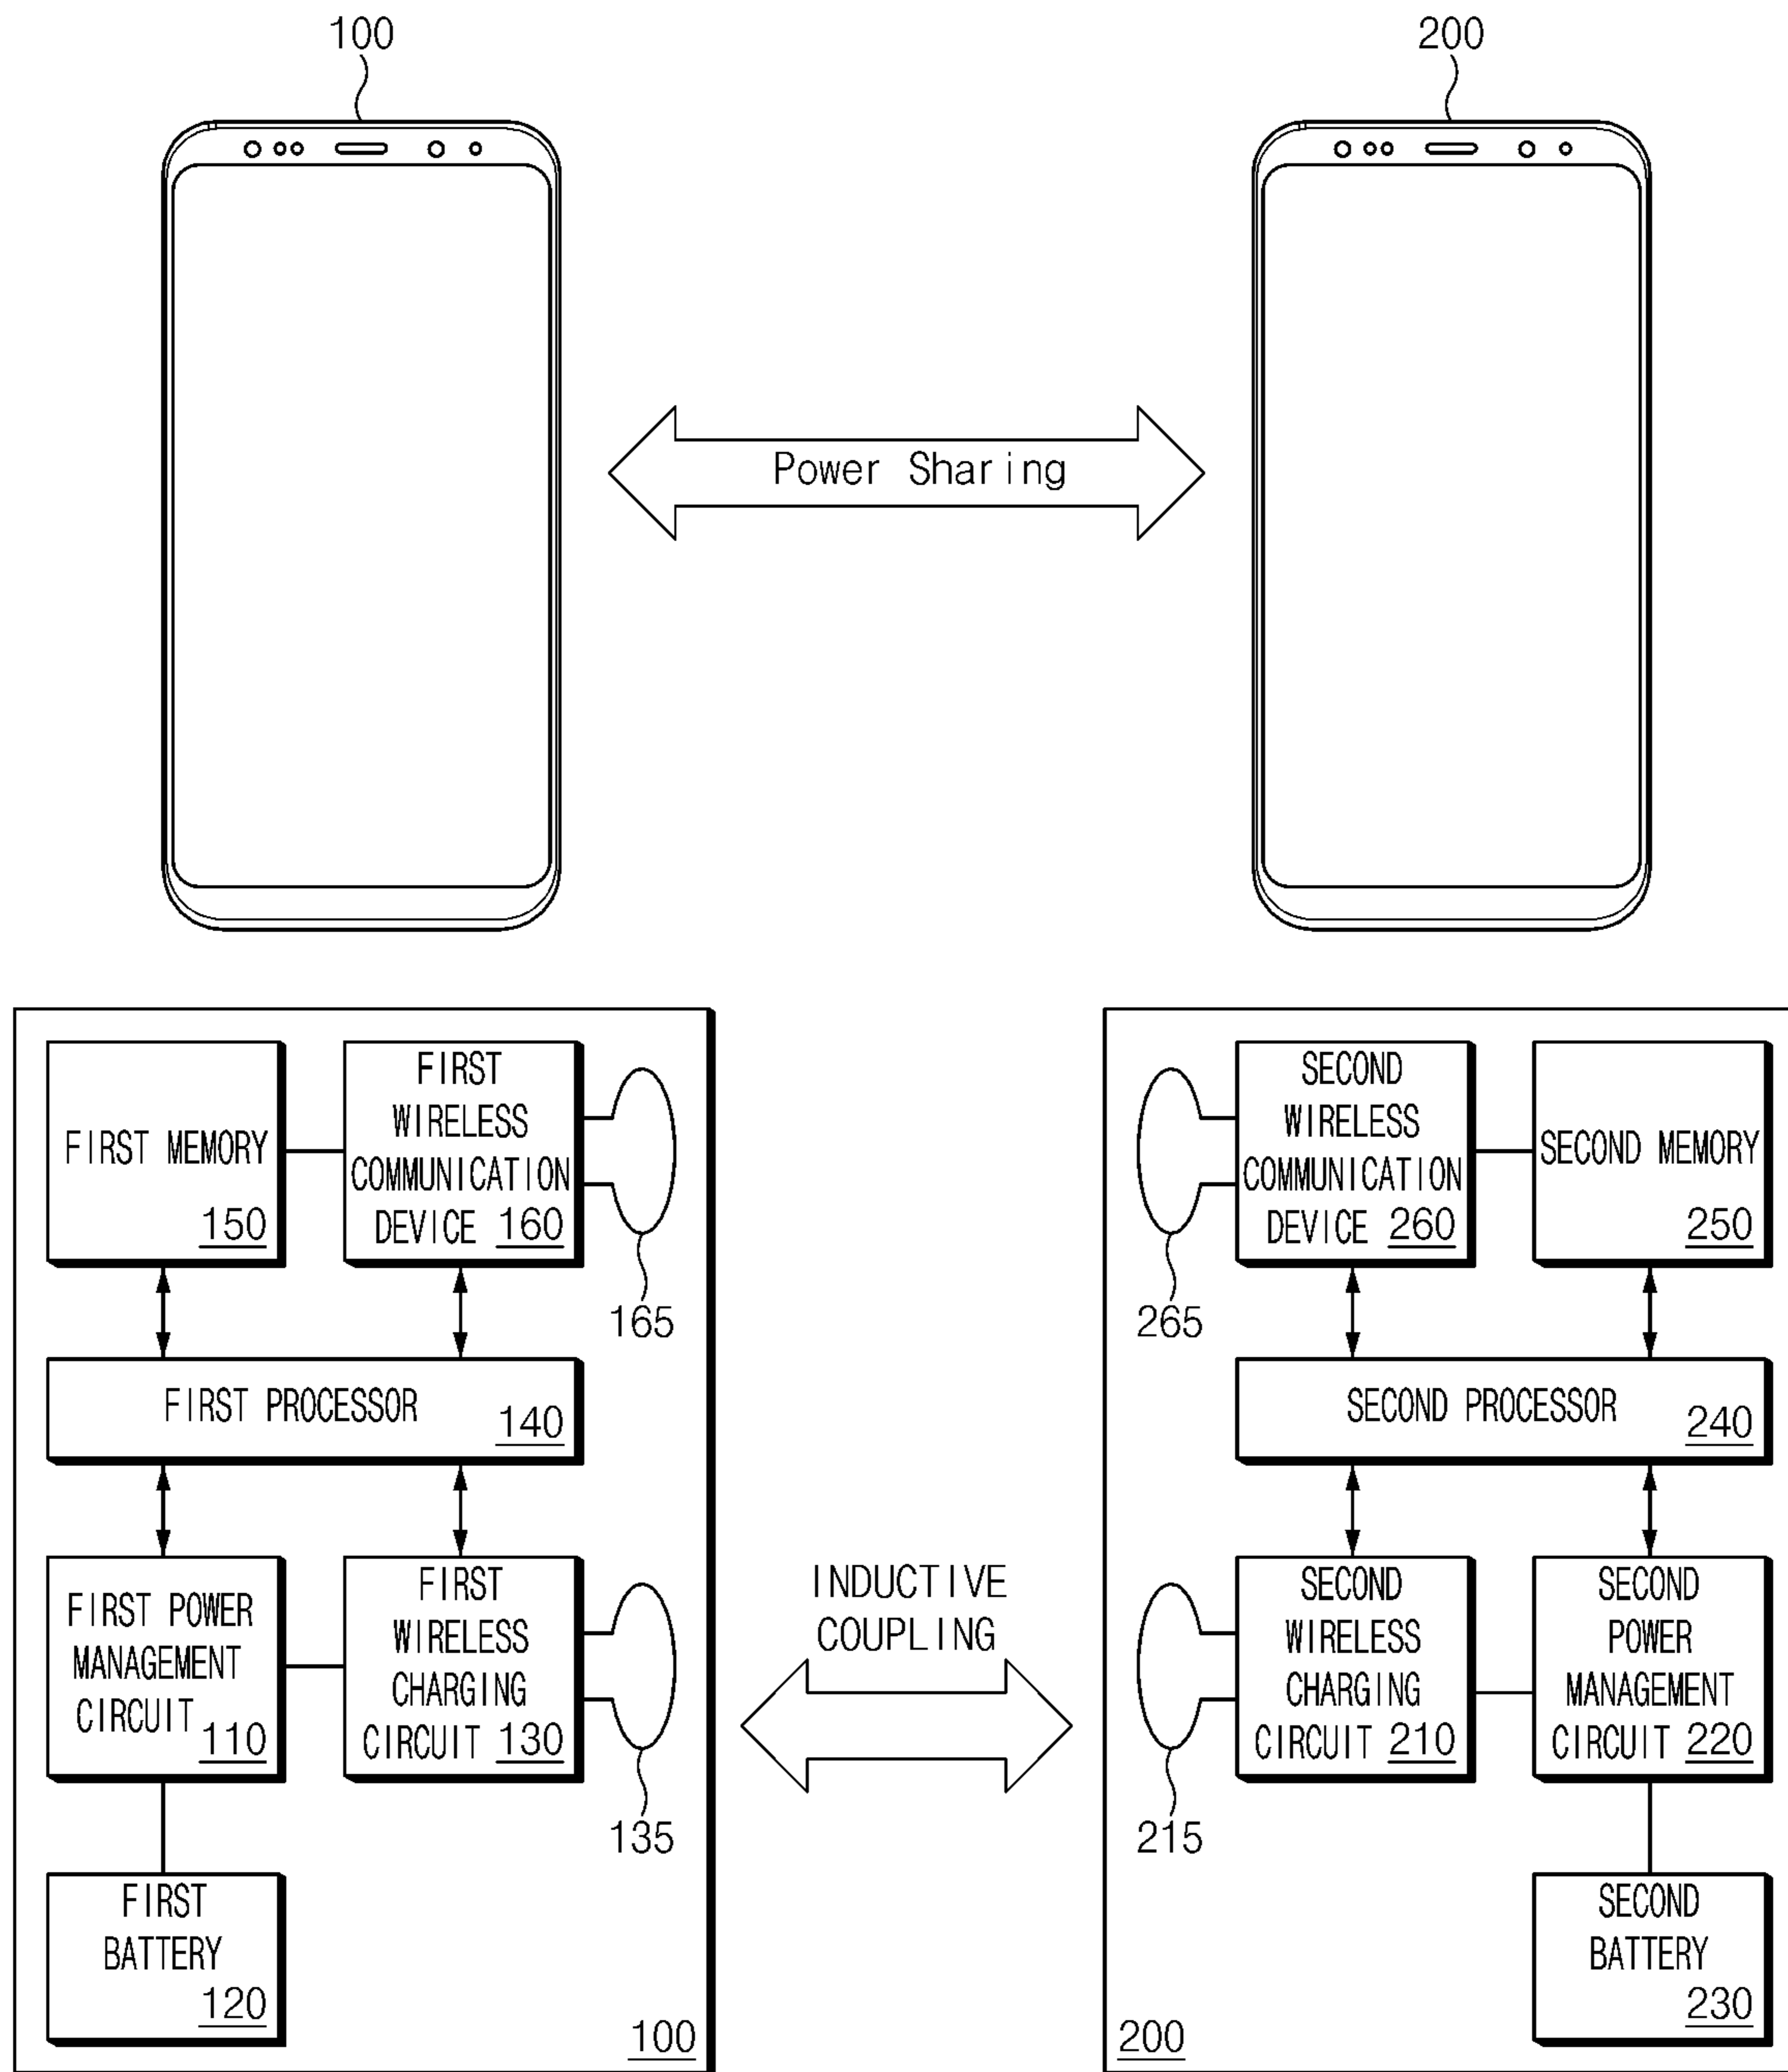 100
200
Power Sharing
FIRST MEMORY
150
FIRST
WIRELESS
COMMUNICATION
DEVICE 160
165
SECOND
WIRELESS
COMMUNICATION
DEVICE 260
265
SECOND MEMORY
250
FIRST PROCESSOR
140
SECOND PROCESSOR
240
FIRST POWER
MANAGEMENT
CIRCUIT 110
FIRST
WIRELESS
CHARGING
CIRCUIT 130
135
INDUCTIVE
COUPLING
SECOND
WIRELESS
CHARGING
CIRCUIT 210
215
SECOND
POWER
MANAGEMENT
CIRCUIT 220
FIRST
BATTERY
120
100
SECOND
BATTERY
230
200